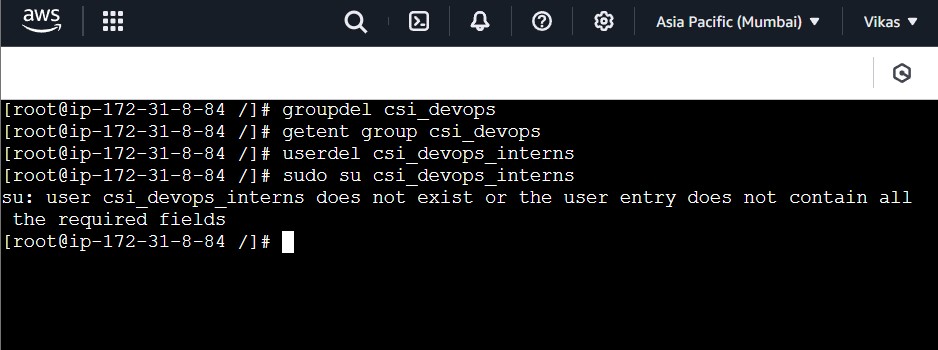 aws
Asia Pacific (Mumbai) ▼
Vikas ▼
[root@ip-172-31-8-84 /]# groupdel csi_devops
[root@ip-172-31-8-84 /]# getent group csi_devops
[root@ip-172-31-8-84 /]# userdel csi_devops_interns
[root@ip-172-31-8-84 /]# sudo su csi_devops_interns
su: user csi_devops_interns does not exist or the user entry does not contain all
 the required fields
[root@ip-172-31-8-84 /]#